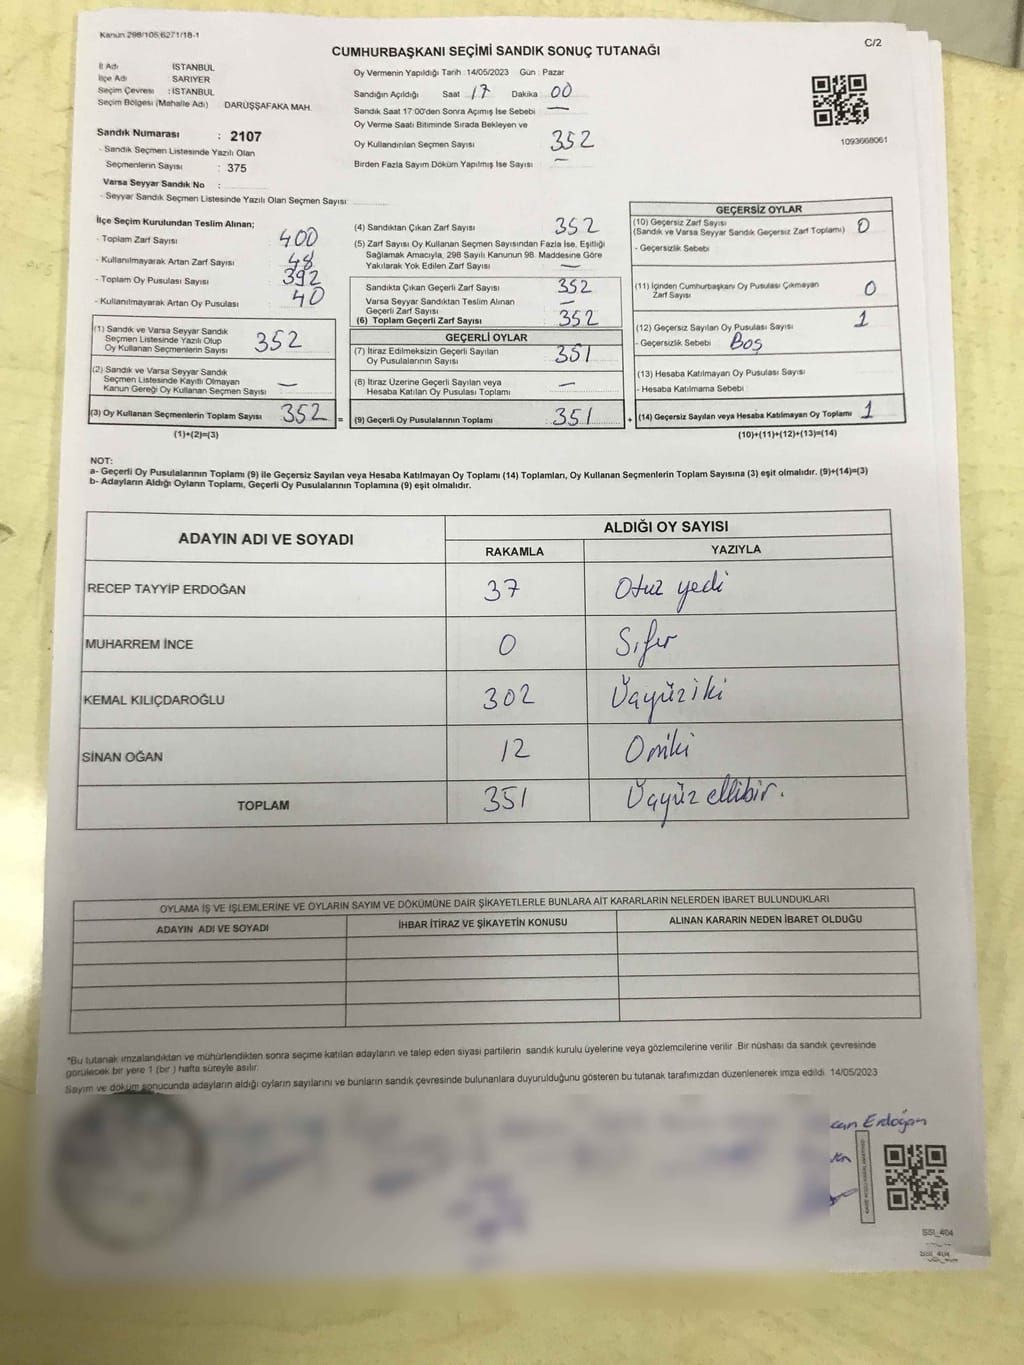 Kanun 298/105,6271/18-1
C/2
CUMHURBAŞKANI SEÇİMİ SANDIK SONUÇ TUTANAĞI
İl Adı İSTANBUL
İlçe Adı SARIYER
Seçim Çevresi : İSTANBUL
Seçim Bölgesi (Mahalle Adı) DARÜŞŞAFAKA MAH.
Sandık Numarası : 2107
- Sandık Seçmen Listesinde Yazılı Olan
Seçmenlerin Sayısı : 375
Varsa Seyyar Sandık No :
- Seyyar Sandık Seçmen Listesinde Yazılı Olan Seçmen Sayısı:
Oy Vermenin Yapıldığı Tarih : 14/05/2023 Gün : Pazar
Sandığın Açıldığı Saat 17 Dakika 00
Sandık Saat 17:00'den Sonra Açımış İse Sebebi —
Oy Verme Saati Bitiminde Sırada Bekleyen ve
Oy Kullandırılan Seçmen Sayısı 352
Birden Fazla Sayım Döküm Yapılmış İse Sayısı —
1093668061
İlçe Seçim Kurulundan Teslim Alınan;
- Toplam Zarf Sayısı 400
- Kullanılmayarak Artan Zarf Sayısı 48
- Toplam Oy Pusulası Sayısı 392
- Kullanılmayarak Artan Oy Pusulası 40
(1) Sandık ve Varsa Seyyar Sandık
Seçmen Listesinde Yazılı Olup
Oy Kullanan Seçmenlerin Sayısı 352
(2) Sandık ve Varsa Seyyar Sandık
Seçmen Listesinde Kayıtlı Olmayan
Kanun Gereği Oy Kullanan Seçmen Sayısı —
(3) Oy Kullanan Seçmenlerin Toplam Sayısı 352 =
(1)+(2)=(3)
(4) Sandıktan Çıkan Zarf Sayısı 352
(5) Zarf Sayısı Oy Kullanan Seçmen Sayısından Fazla İse, Eşitliği
Sağlamak Amacıyla, 298 Sayılı Kanunun 98. Maddesine Göre
Yakılarak Yok Edilen Zarf Sayısı —
Sandıkta Çıkan Geçerli Zarf Sayısı 352
Varsa Seyyar Sandıktan Teslim Alınan
Geçerli Zarf Sayısı —
(6) Toplam Geçerli Zarf Sayısı 352
GEÇERLİ OYLAR
(7) İtiraz Edilmeksizin Geçerli Sayılan
Oy Pusulalarının Sayısı 351
(8) İtiraz Üzerine Geçerli Sayılan veya
Hesaba Katılan Oy Pusulaları Toplamı —
(9) Geçerli Oy Pusulalarının Toplamı : 351 +
GEÇERSİZ OYLAR
(10) Geçersiz Zarf Sayısı
(Sandık ve Varsa Seyyar Sandık Geçersiz Zarf Toplamı) 0
- Geçersizlik Sebebi
(11) İçinden Cumhurbaşkanı Oy Pusulası Çıkmayan
Zarf Sayısı 0
(12) Geçersiz Sayılan Oy Pusulası Sayısı 1
- Geçersizlik Sebebi Boş
(13) Hesaba Katılmayan Oy Pusulası Sayısı
- Hesaba Katılmama Sebebi
(14) Geçersiz Sayılan veya Hesaba Katılmayan Oy Toplamı 1
(10)+(11)+(12)+(13)=(14)
NOT:
a- Geçerli Oy Pusulalarının Toplamı (9) ile Geçersiz Sayılan veya Hesaba Katılmayan Oy Toplamı (14) Toplamları, Oy Kullanan Seçmenlerin Toplam Sayısına (3) eşit olmalıdır. (9)+(14)=(3)
b- Adayların Aldığı Oyların Toplamı, Geçerli Oy Pusulalarının Toplamına (9) eşit olmalıdır.
ADAYIN ADI VE SOYADI
ALDIĞI OY SAYISI
RAKAMLA YAZIYLA
RECEP TAYYİP ERDOĞAN 37 Otuz yedi
MUHARREM İNCE 0 Sıfır
KEMAL KILIÇDAROĞLU 302 Üçyüziki
SİNAN OĞAN 12 Oniki
TOPLAM 351 Üçyüz ellibir.
OYLAMA İŞ VE İŞLEMLERİNE VE OYLARIN SAYIM VE DÖKÜMÜNE DAİR ŞİKAYETLERLE BUNLARA AİT KARARLARIN NELERDEN İBARET BULUNDUKLARI
ADAYIN ADI VE SOYADI İHBAR İTİRAZ VE ŞİKAYETİN KONUSU ALINAN KARARIN NEDEN İBARET OLDUĞU
*Bu tutanak imzalandıktan ve mühürlendikten sonra seçime katılan adayların ve talep eden siyasi partilerin sandık kurulu üyelerine veya gözlemcilerine verilir. Bir nüshası da sandık çevresinde
görülecek bir yere 1 (bir ) hafta süreyle asılır.
Sayım ve döküm sonucunda adayların aldığı oyların sayılarını ve bunların sandık çevresinde bulunanlara duyurulduğunu gösteren bu tutanak tarafımızdan düzenlenerek imza edildi. 14/05/2023
can Erdoğan
SSI_404
SSI_404